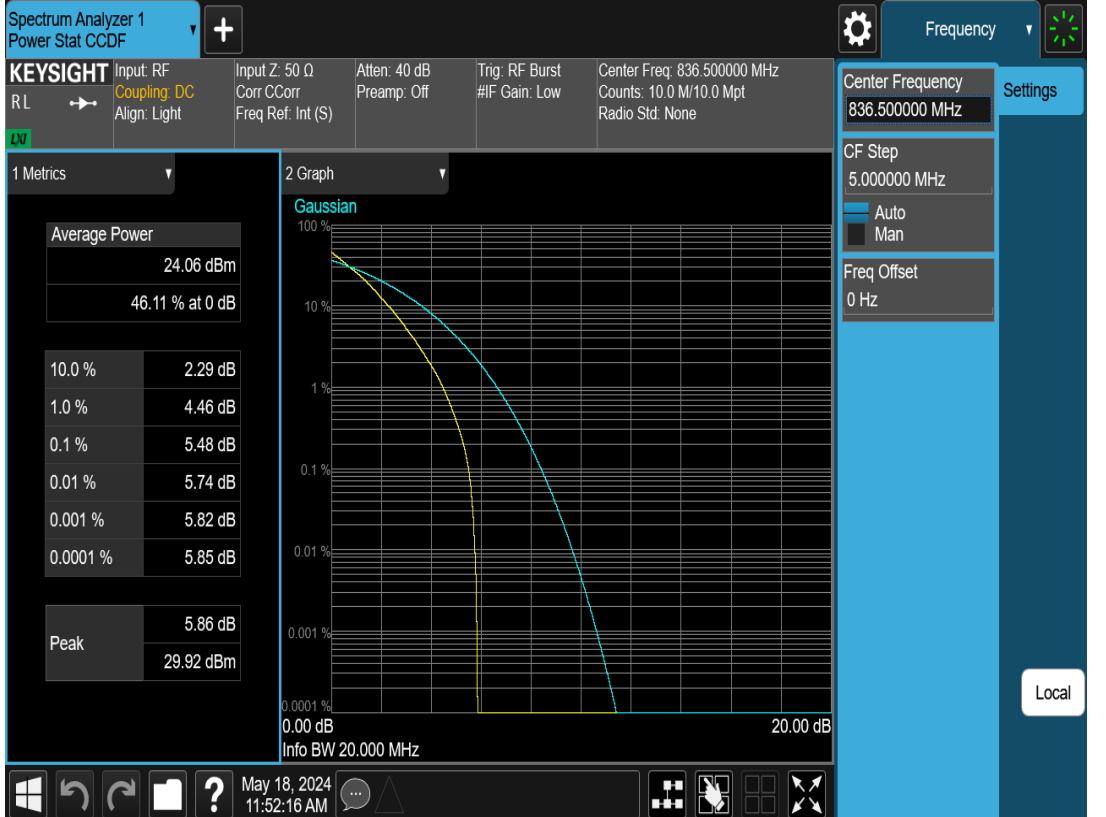 Spectrum Analyzer 1
Power Stat CCDF
+
Frequency
KEYSIGHT
RL
LXI
Input: RF
Coupling: DC
Align: Light
Input Z: 50 Ω
Corr CCorr
Freq Ref: Int (S)
Atten: 40 dB
Preamp: Off
Trig: RF Burst
#IF Gain: Low
Center Freq: 836.500000 MHz
Counts: 10.0 M/10.0 Mpt
Radio Std: None
Center Frequency
836.500000 MHz
Settings
CF Step
5.000000 MHz
Auto
Man
Freq Offset
0 Hz
1 Metrics
Average Power
24.06 dBm
46.11 % at 0 dB
10.0 % 2.29 dB
1.0 % 4.46 dB
0.1 % 5.48 dB
0.01 % 5.74 dB
0.001 % 5.82 dB
0.0001 % 5.85 dB
Peak
5.86 dB
29.92 dBm
2 Graph
Gaussian
100 %
10 %
1 %
0.1 %
0.01 %
0.001 %
0.0001 %
0.00 dB 20.00 dB
Info BW 20.000 MHz
Local
?
May 18, 2024
11:52:16 AM